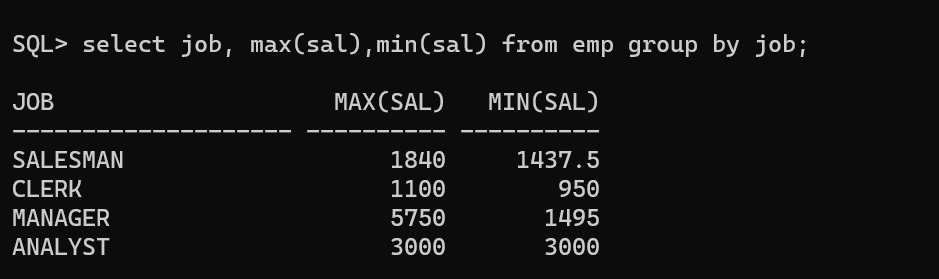 SQL> select job, max(sal),min(sal) from emp group by job;
JOB                    MAX(SAL)   MIN(SAL)
-------------------- ---------- ----------
SALESMAN                   1840     1437.5
CLERK                      1100        950
MANAGER                    5750       1495
ANALYST                    3000       3000